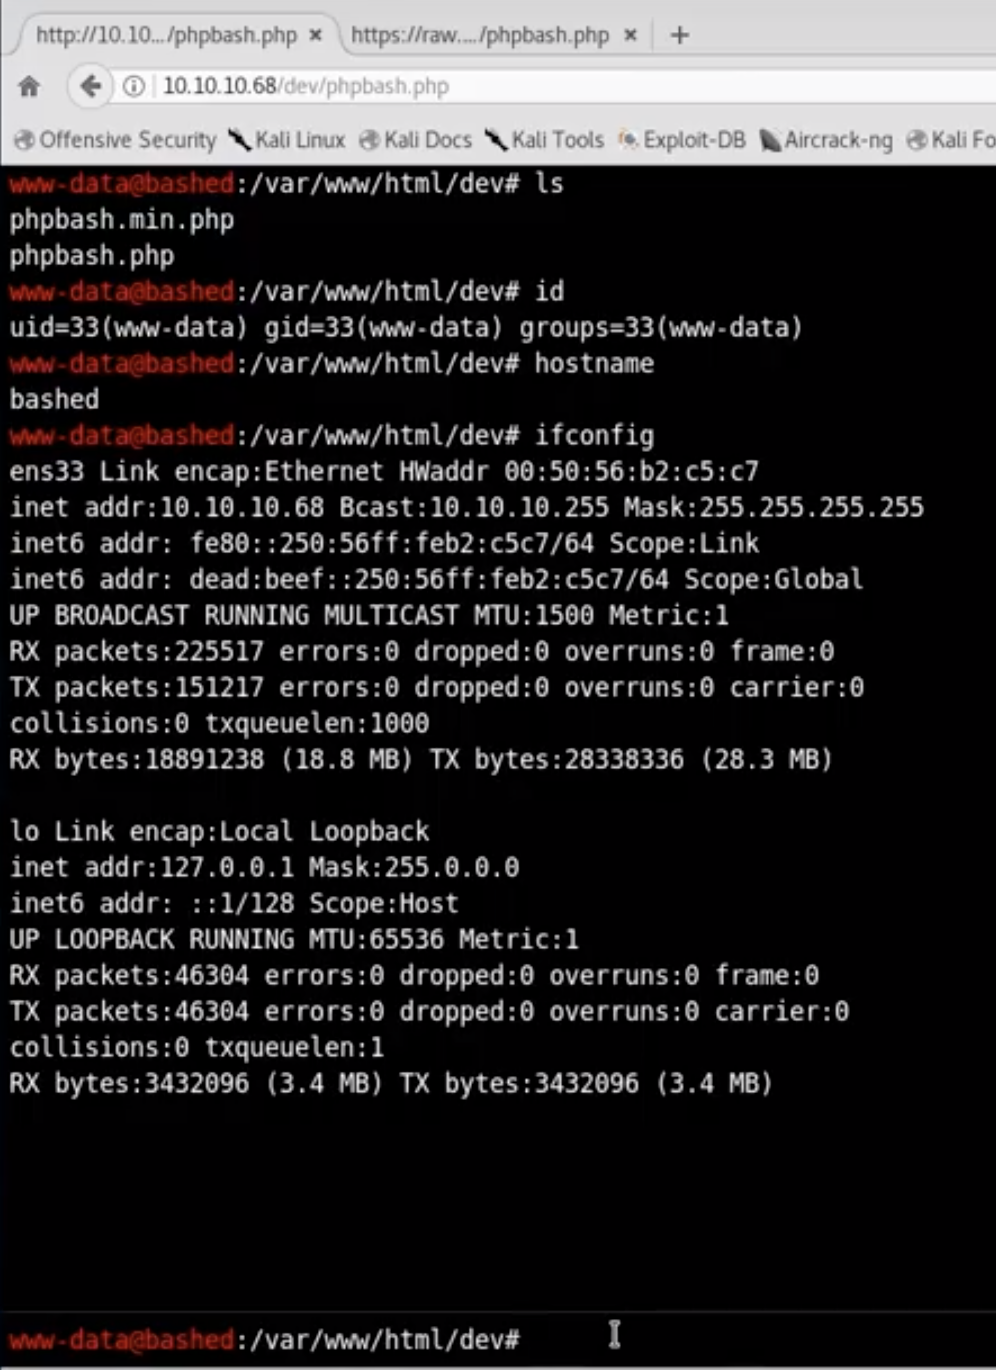 http://10.10.../phpbash.php × https://raw..../phpbash.php × +
10.10.10.68/dev/phpbash.php
Offensive Security Kali Linux Kali Docs Kali Tools Exploit-DB Aircrack-ng Kali Fo
www-data@bashed:/var/www/html/dev# ls
phpbash.min.php
phpbash.php
www-data@bashed:/var/www/html/dev# id
uid=33(www-data) gid=33(www-data) groups=33(www-data)
www-data@bashed:/var/www/html/dev# hostname
bashed
www-data@bashed:/var/www/html/dev# ifconfig
ens33 Link encap:Ethernet HWaddr 00:50:56:b2:c5:c7
inet addr:10.10.10.68 Bcast:10.10.10.255 Mask:255.255.255.255
inet6 addr: fe80::250:56ff:feb2:c5c7/64 Scope:Link
inet6 addr: dead:beef::250:56ff:feb2:c5c7/64 Scope:Global
UP BROADCAST RUNNING MULTICAST MTU:1500 Metric:1
RX packets:225517 errors:0 dropped:0 overruns:0 frame:0
TX packets:151217 errors:0 dropped:0 overruns:0 carrier:0
collisions:0 txqueuelen:1000
RX bytes:18891238 (18.8 MB) TX bytes:28338336 (28.3 MB)

lo Link encap:Local Loopback
inet addr:127.0.0.1 Mask:255.0.0.0
inet6 addr: ::1/128 Scope:Host
UP LOOPBACK RUNNING MTU:65536 Metric:1
RX packets:46304 errors:0 dropped:0 overruns:0 frame:0
TX packets:46304 errors:0 dropped:0 overruns:0 carrier:0
collisions:0 txqueuelen:1
RX bytes:3432096 (3.4 MB) TX bytes:3432096 (3.4 MB)
www-data@bashed:/var/www/html/dev#